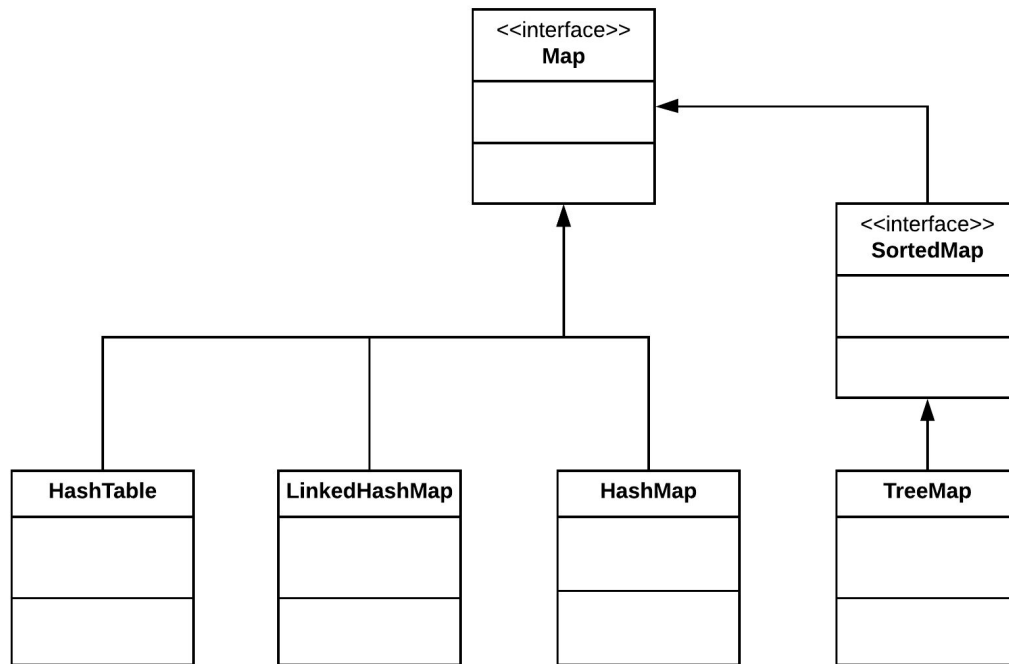 <<interface>>
Map
<<interface>>
SortedMap
HashTable
LinkedHashMap
HashMap
TreeMap